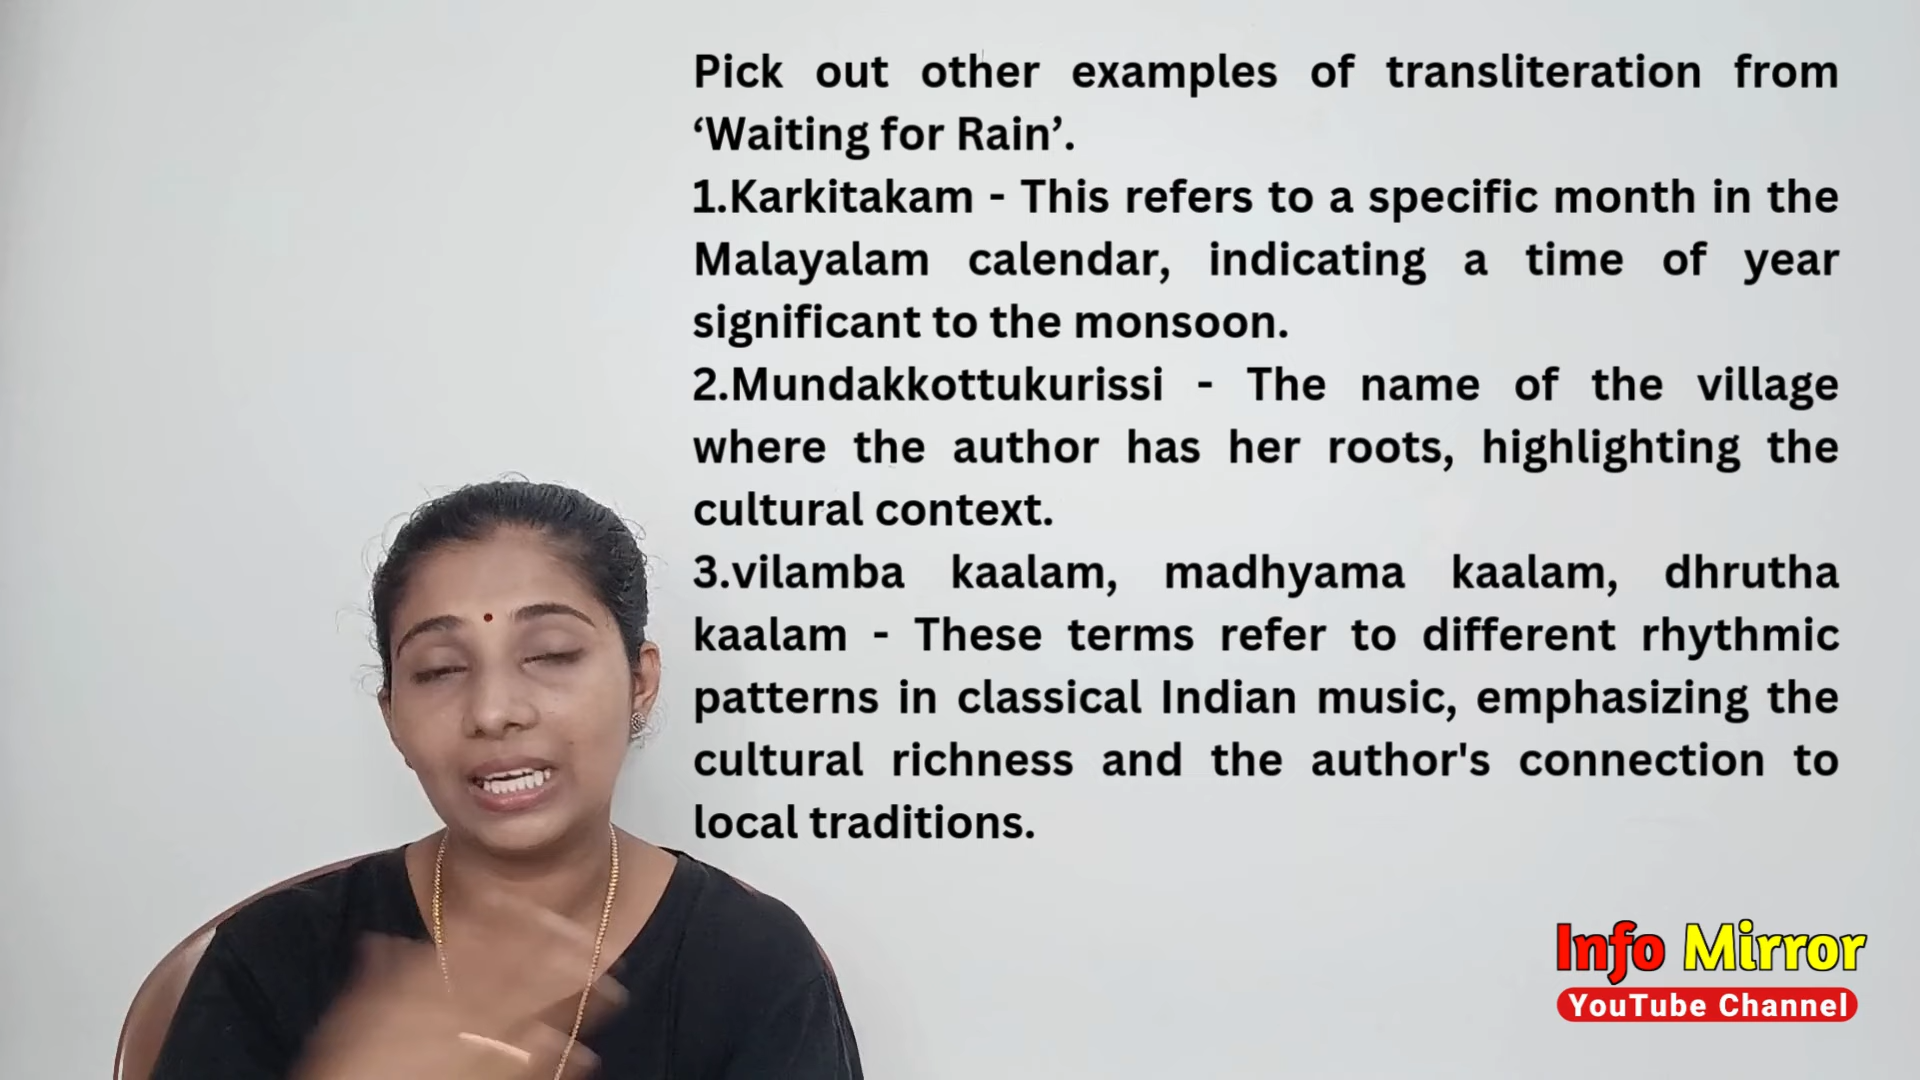 Pick out other examples of transliteration from
‘Waiting for Rain’.
1.Karkitakam - This refers to a specific month in the
Malayalam calendar, indicating a time of year
significant to the monsoon.
2.Mundakkottukurissi - The name of the village
where the author has her roots, highlighting the
cultural context.
3.vilamba kaalam, madhyama kaalam, dhrutha
kaalam - These terms refer to different rhythmic
patterns in classical Indian music, emphasizing the
cultural richness and the author's connection to
local traditions.
Info Mirror
YouTube Channel